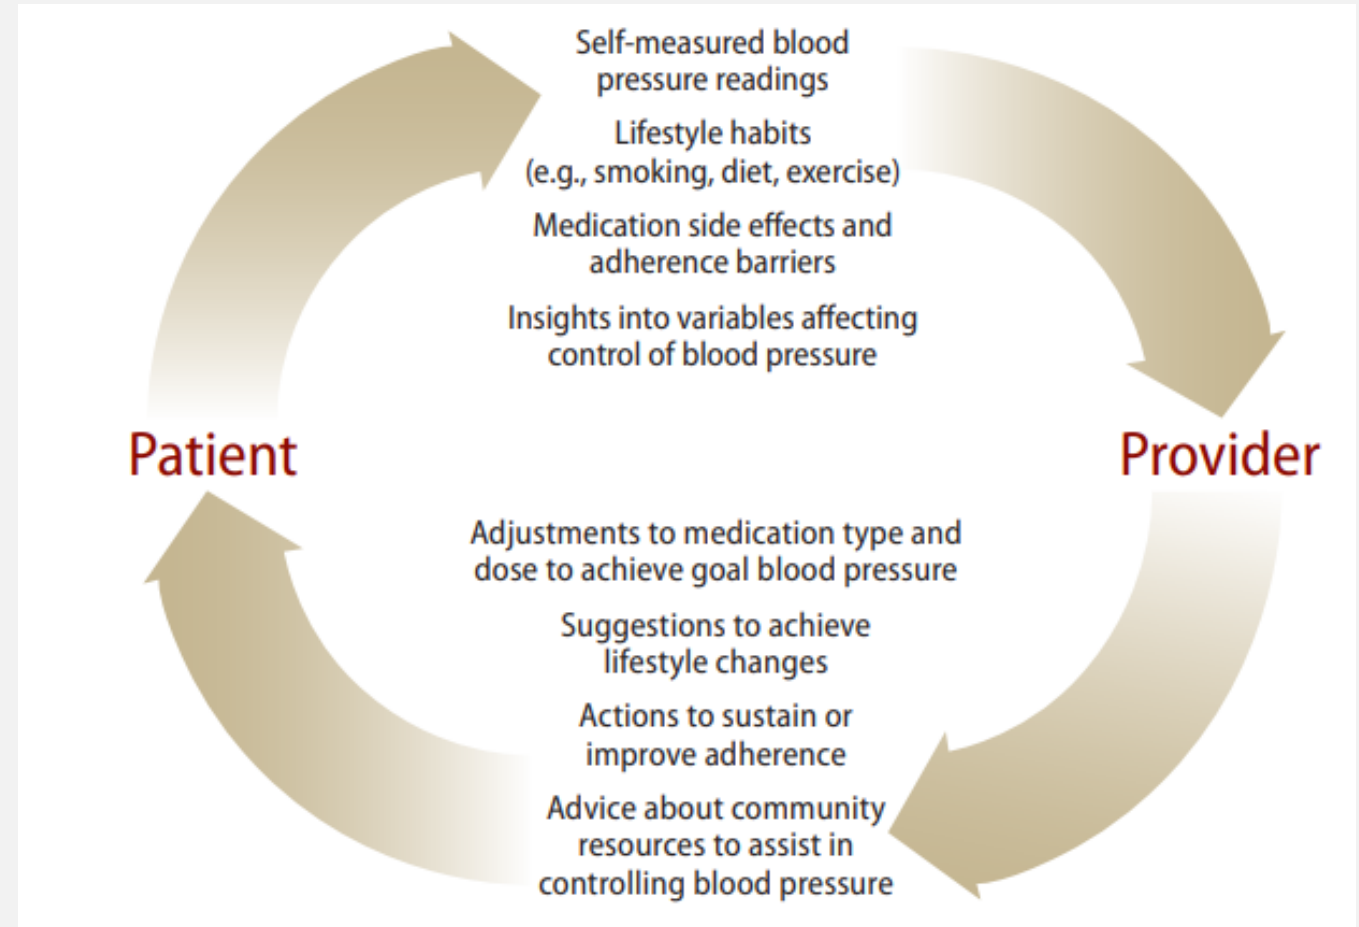 Self-measured blood
pressure readings
Lifestyle habits
(e.g., smoking, diet, exercise)
Medication side effects and
adherence barriers
Insights into variables affecting
control of blood pressure
Patient
Provider
Adjustments to medication type and
dose to achieve goal blood pressure
Suggestions to achieve
lifestyle changes
Actions to sustain or
improve adherence
Advice about community
resources to assist in
controlling blood pressure